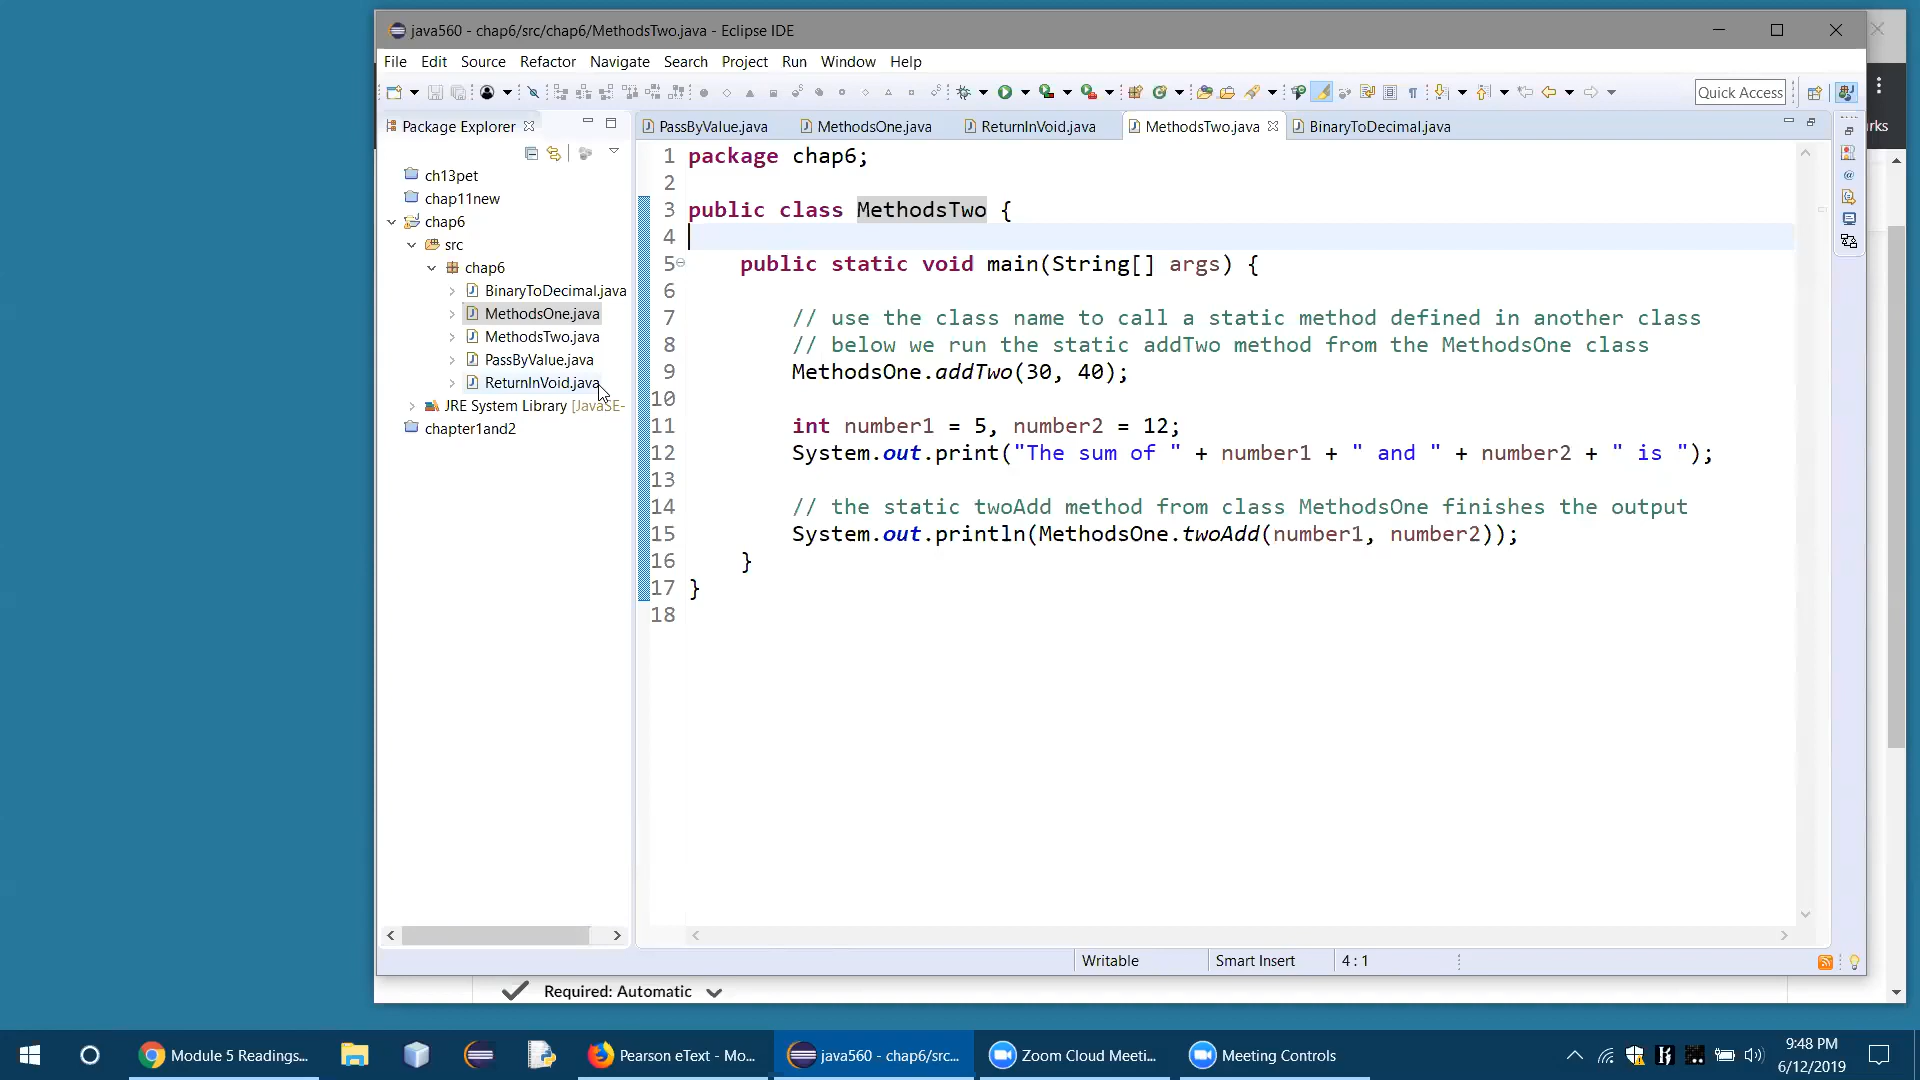 java560 - chap6/src/chap6/MethodsTwo.java - Eclipse IDE
File Edit Source Refactor Navigate Search Project Run Window Help
Quick Access
rks
Package Explorer
PassByValue.java MethodsOne.java ReturnInVoid.java MethodsTwo.java BinaryToDecimal.java
ch13pet
chap11new
chap6
src
chap6
BinaryToDecimal.java
MethodsOne.java
MethodsTwo.java
PassByValue.java
ReturnInVoid.java
JRE System Library [JavaSE-
chapter1and2
1 package chap6;
2
3 public class MethodsTwo {
4
5 public static void main(String[] args) {
6
7 // use the class name to call a static method defined in another class
8 // below we run the static addTwo method from the MethodsOne class
9 MethodsOne.addTwo(30, 40);
10
11 int number1 = 5, number2 = 12;
12 System.out.print("The sum of " + number1 + " and " + number2 + " is ");
13
14 // the static twoAdd method from class MethodsOne finishes the output
15 System.out.println(MethodsOne.twoAdd(number1, number2));
16 }
17 }
18
Writable Smart Insert 4 : 1
Required: Automatic
Module 5 Readings... Pearson eText - Mo... java560 - chap6/src... Zoom Cloud Meeti... Meeting Controls
9:48 PM
6/12/2019